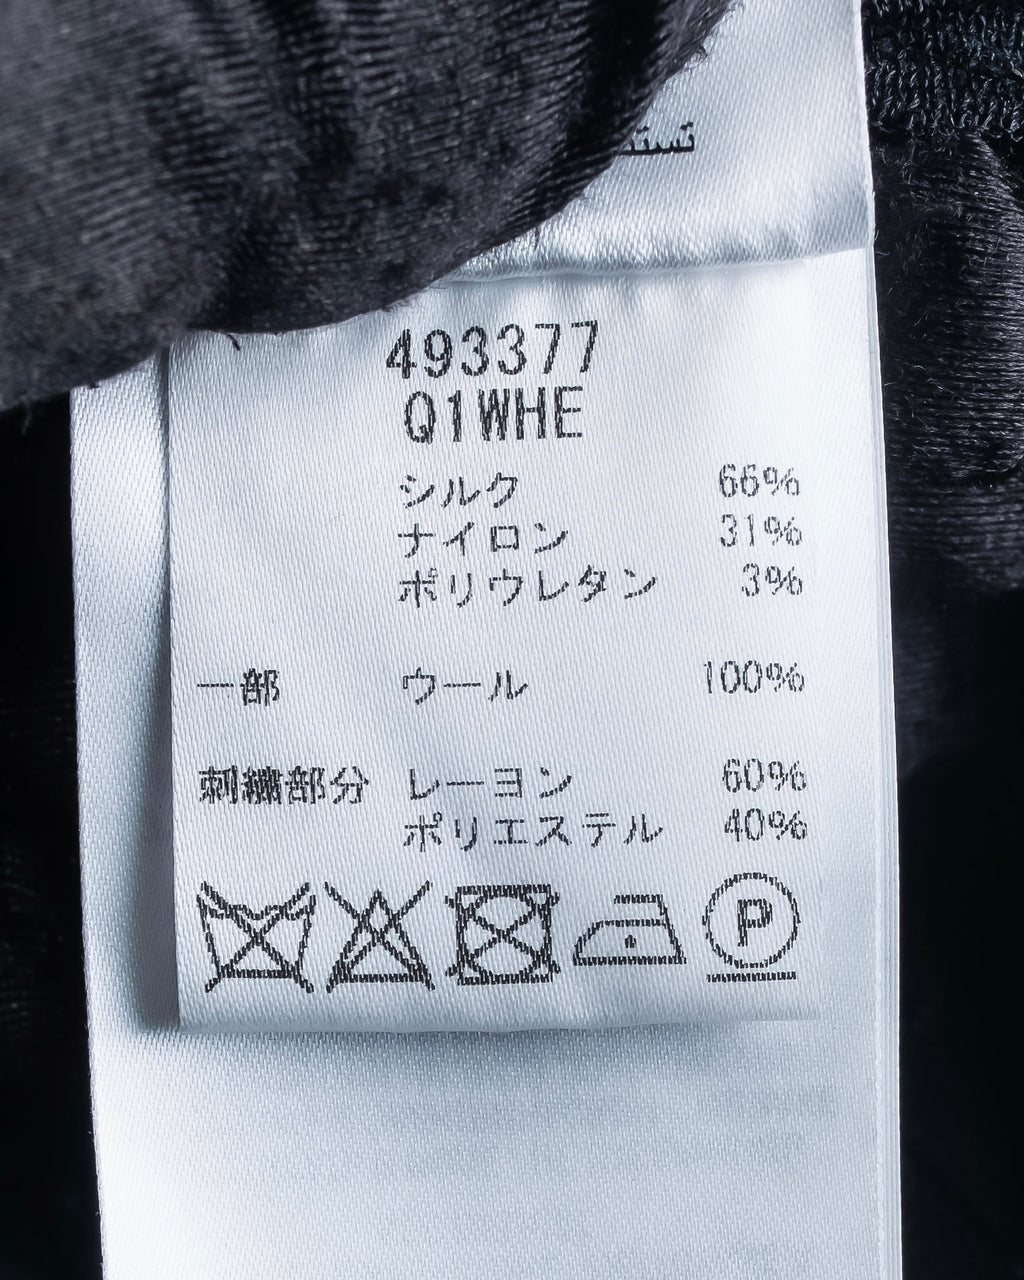 493377
Q1WHE
シルク 66%
ナイロン 31%
ポリウレタン 3%
一部 ウール 100%
刺繍部分 レーヨン 60%
ポリエステル 40%
P